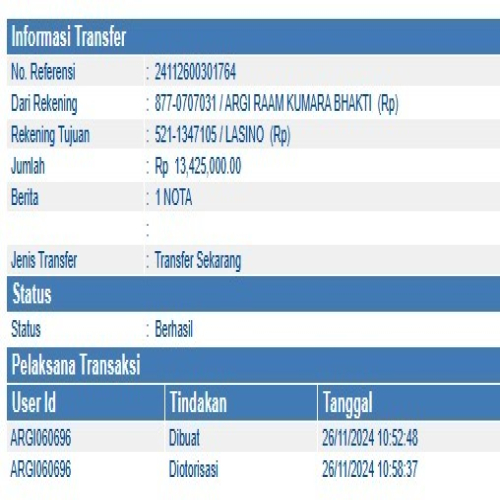 Informasi Transfer
No. Referensi : 24112600301764
Dari Rekening : 877-0707031 / ARGI RAAM KUMARA BHAKTI (Rp)
Rekening Tujuan : 521-1347105 / LASINO (Rp)
Jumlah : Rp 13,425,000.00
Berita : 1 NOTA
:
Jenis Transfer : Transfer Sekarang
Status
Status : Berhasil
Pelaksana Transaksi
User Id Tindakan Tanggal
ARGI060696 Dibuat 26/11/2024 10:52:48
ARGI060696 Diotorisasi 26/11/2024 10:58:37